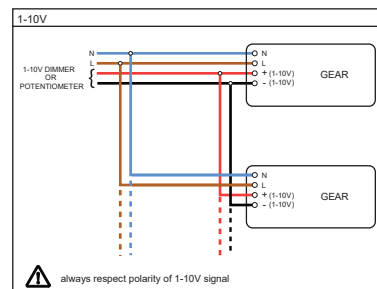 1-10V
N
L
1-10V DIMMER
OR
POTENTIOMETER
N
L
+ (1-10V)
- (1-10V)
GEAR
N
L
+ (1-10V)
- (1-10V)
GEAR
always respect polarity of 1-10V signal